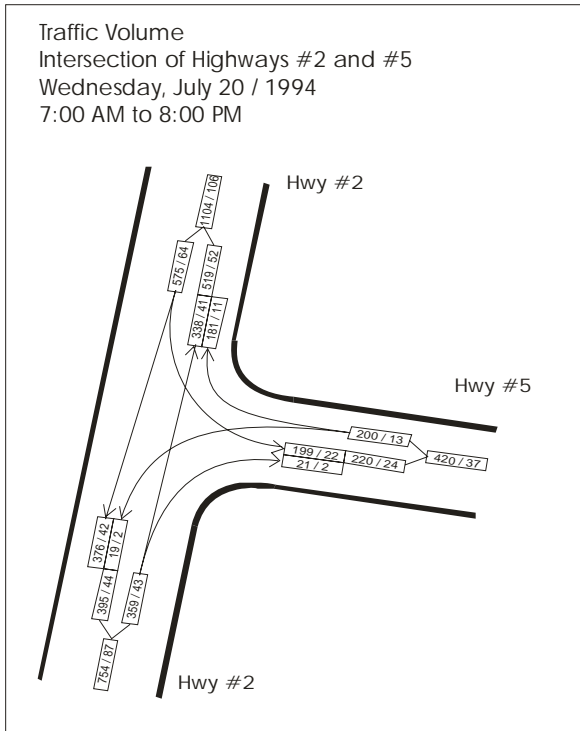 Traffic Volume
Intersection of Highways #2 and #5
Wednesday, July 20 / 1994
7:00 AM to 8:00 PM
Hwy #2
1104 / 106
575 / 64
519 / 52
338 / 41
181 / 11
Hwy #5
200 / 13
199 / 22
21 / 2
220 / 24
420 / 37
376 / 42
19 / 2
395 / 44
359 / 43
754 / 87
Hwy #2